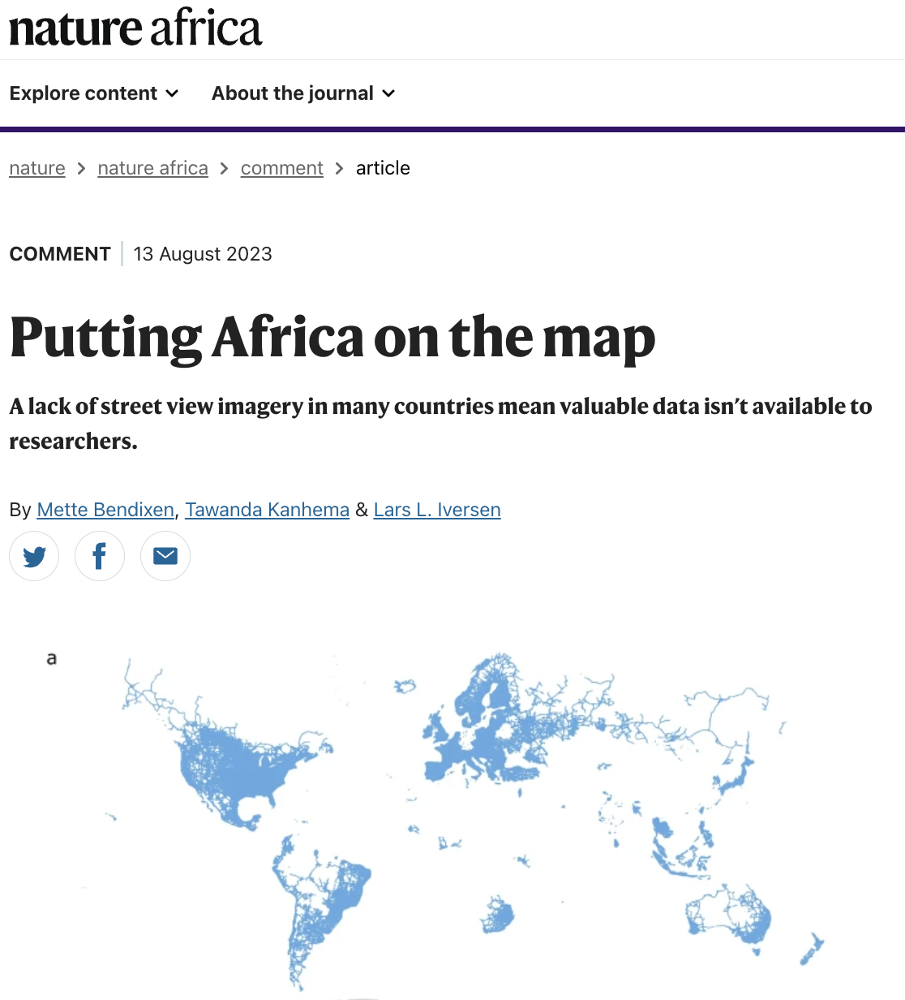 nature africa
Explore content About the journal
nature > nature africa > comment > article
COMMENT 13 August 2023
Putting Africa on the map
A lack of street view imagery in many countries mean valuable data isn’t available to
researchers.
By Mette Bendixen, Tawanda Kanhema & Lars L. Iversen
a